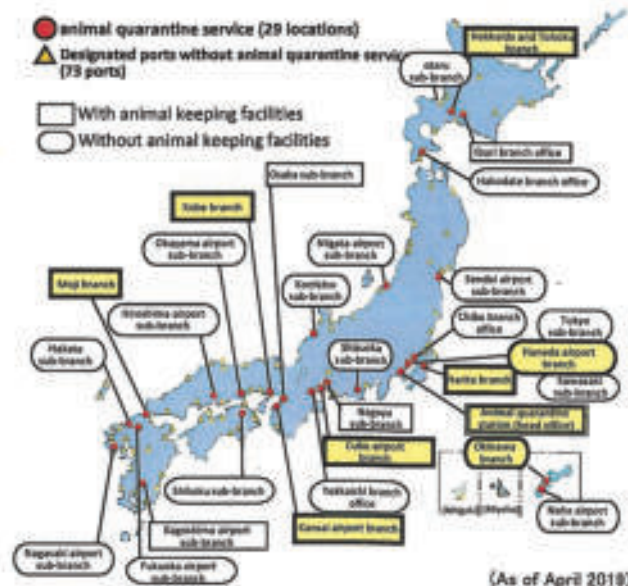 animal quarantine service (29 locations)
Designated ports without animal quarantine service
(73 ports)
With animal keeping facilities
Without animal keeping facilities
Hokkaido and Tohoku
branch
otaru
sub-branch
Iburi branch office
Hakodate branch office
Osaka sub-branch
Kobe branch
Okayama airport
sub-branch
Niigata airport
sub-branch
Moji branch
Komatsu
sub-branch
Sendai airport
sub-branch
Hiroshima airport
sub-branch
Chiba branch
office
Tokyo
sub-branch
Hakata
sub-branch
Shizuoka
sub-branch
Haneda airport
branch
Narita branch
Kawasaki
sub-branch
Nagoya
sub-branch
Animal quarantine
station (head office)
Cubu airport
branch
Okinawa
branch
Shikoku sub-branch
Yokkaichi branch
office
Naha airport
sub-branch
Kagoshima airport
sub-branch
Kansai airport branch
Nagasaki airport
sub-branch
Fukuoka airport
sub-branch
(As of April 2018)